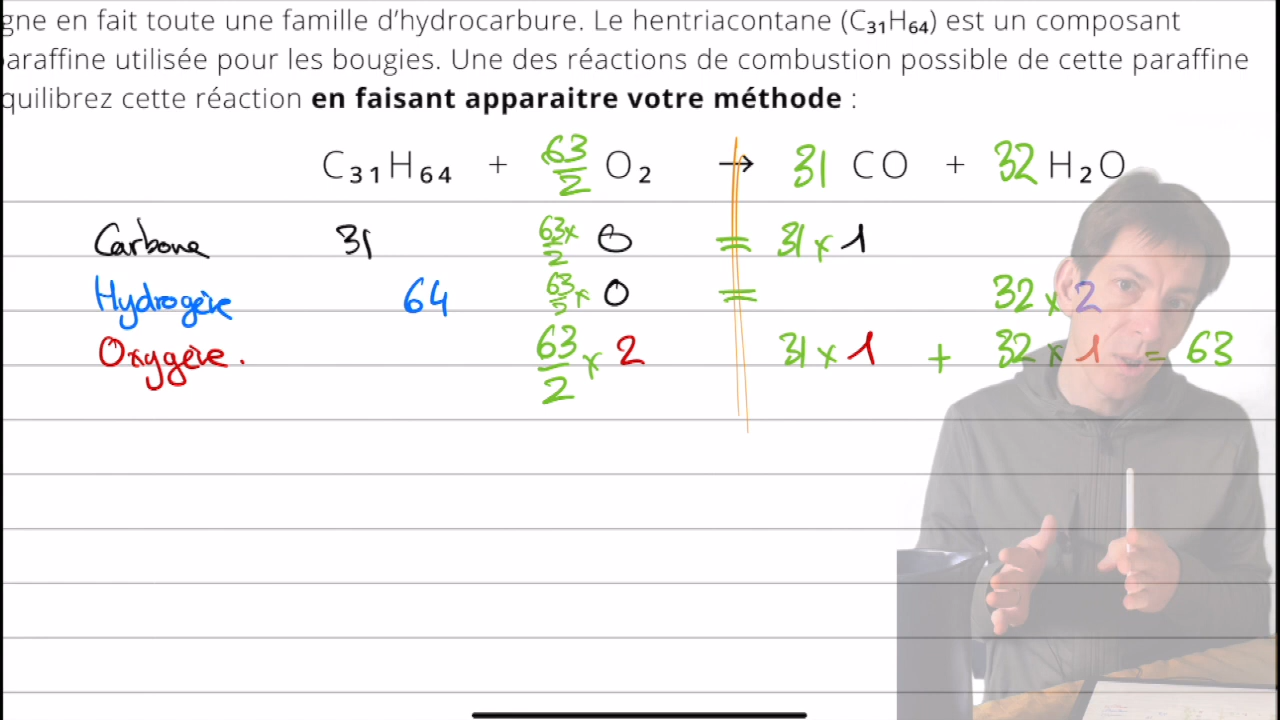 gne en fait toute une famille d’hydrocarbure. Le hentriacontane (C₃₁H₆₄) est un composant
araffine utilisée pour les bougies. Une des réactions de combustion possible de cette paraffine
quilibrez cette réaction en faisant apparaitre votre méthode :
C₃₁H₆₄ + 63/2 O₂ → 31 CO + 32 H₂O
Carbone 31 63/2 × 0 = 31 × 1
Hydrogène 64 63/2 × 0 = 32 × 2
Oxygène. 63/2 × 2 31 × 1 + 32 × 1 = 63